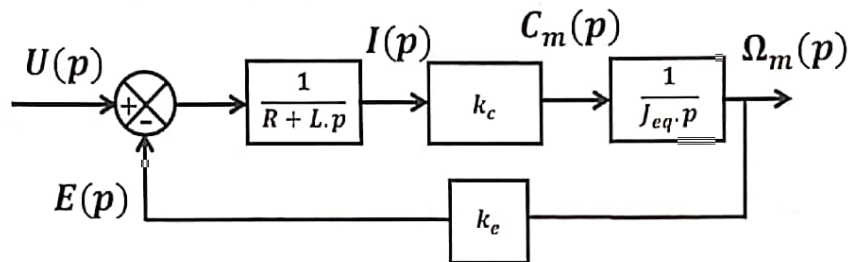 U(p)
+
-
1
R + L.p
I(p)
k_c
C_m(p)
1
J_eq.p
Ω_m(p)
E(p)
k_e